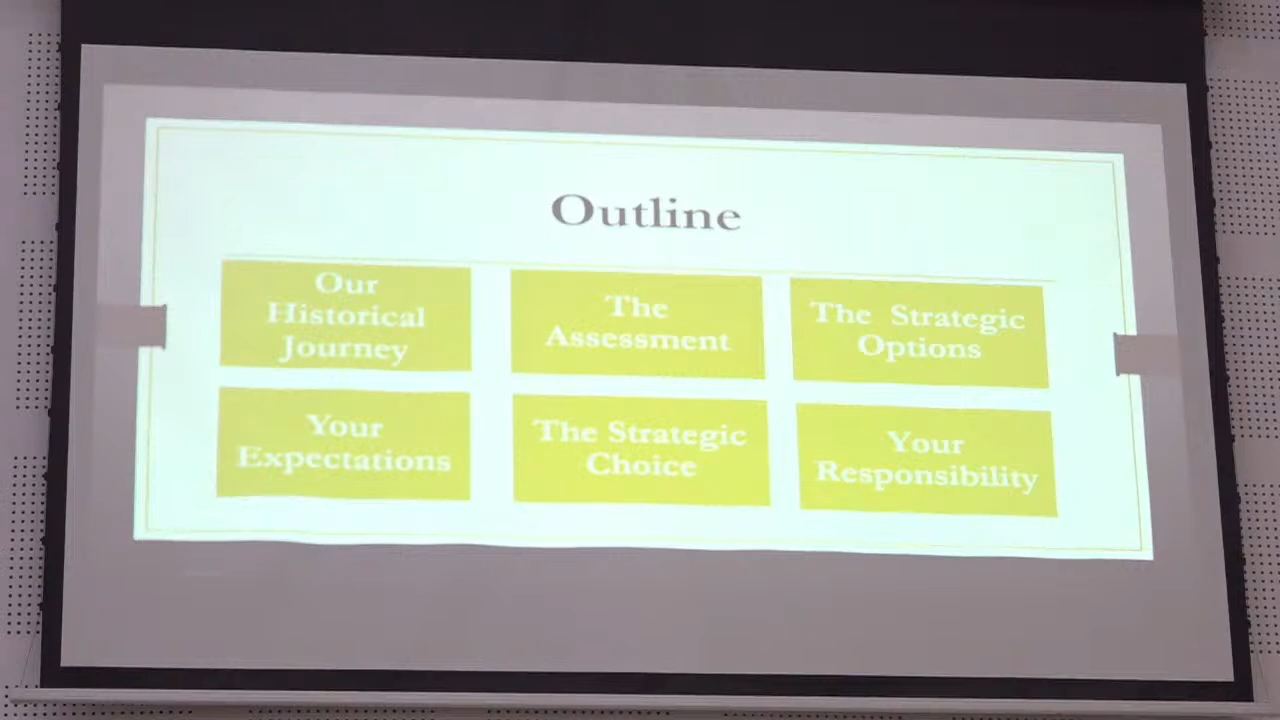 Outline
Our
Historical
Journey
The
Assessment
The Strategic
Options
Your
Expectations
The Strategic
Choice
Your
Responsibility